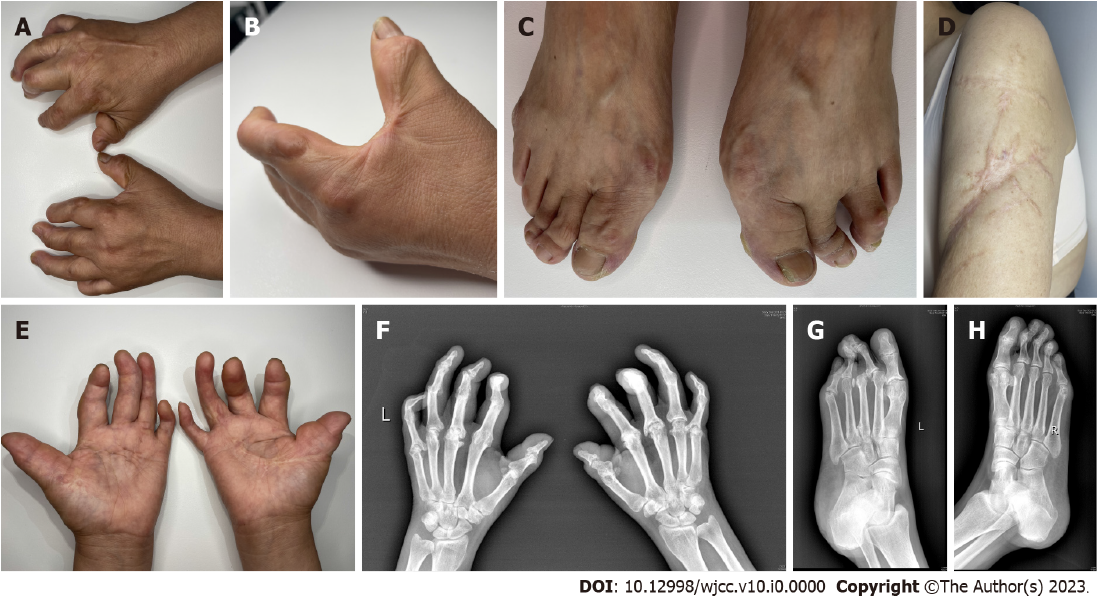 A
B
C
D
E
F
L
G
L
H
R
DOI: 10.12998/wjcc.v10.i0.0000 Copyright ©The Author(s) 2023.